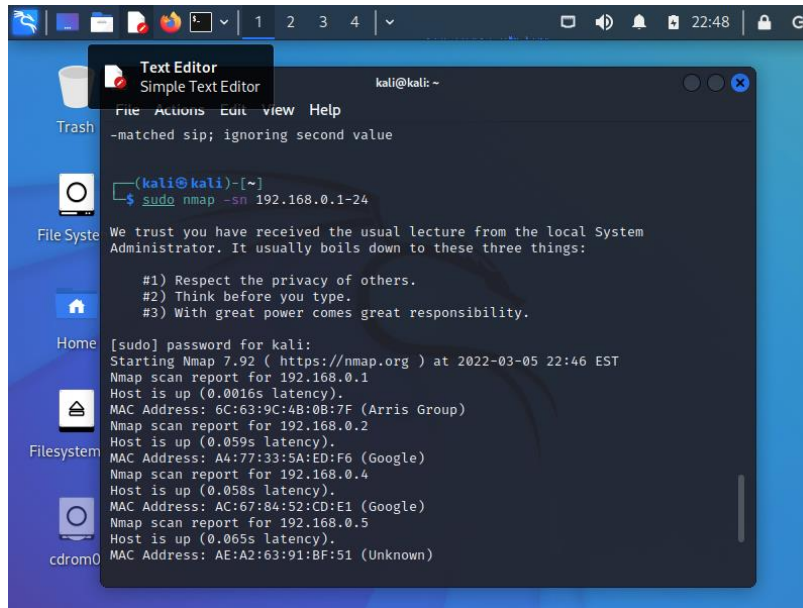 1 2 3 4 22:48
Text Editor
Simple Text Editor
kali@kali: ~
File Actions Edit View Help
-matched sip; ignoring second value
(kali㉿kali)-[~]
$ sudo nmap -sn 192.168.0.1-24
We trust you have received the usual lecture from the local System
Administrator. It usually boils down to these three things:
#1) Respect the privacy of others.
#2) Think before you type.
#3) With great power comes great responsibility.
[sudo] password for kali:
Starting Nmap 7.92 ( https://nmap.org ) at 2022-03-05 22:46 EST
Nmap scan report for 192.168.0.1
Host is up (0.0016s latency).
MAC Address: 6C:63:9C:4B:0B:7F (Arris Group)
Nmap scan report for 192.168.0.2
Host is up (0.059s latency).
MAC Address: A4:77:33:5A:ED:F6 (Google)
Nmap scan report for 192.168.0.4
Host is up (0.058s latency).
MAC Address: AC:67:84:52:CD:E1 (Google)
Nmap scan report for 192.168.0.5
Host is up (0.065s latency).
MAC Address: AE:A2:63:91:BF:51 (Unknown)
Trash
File Syste
Home
Filesystem
cdrom0